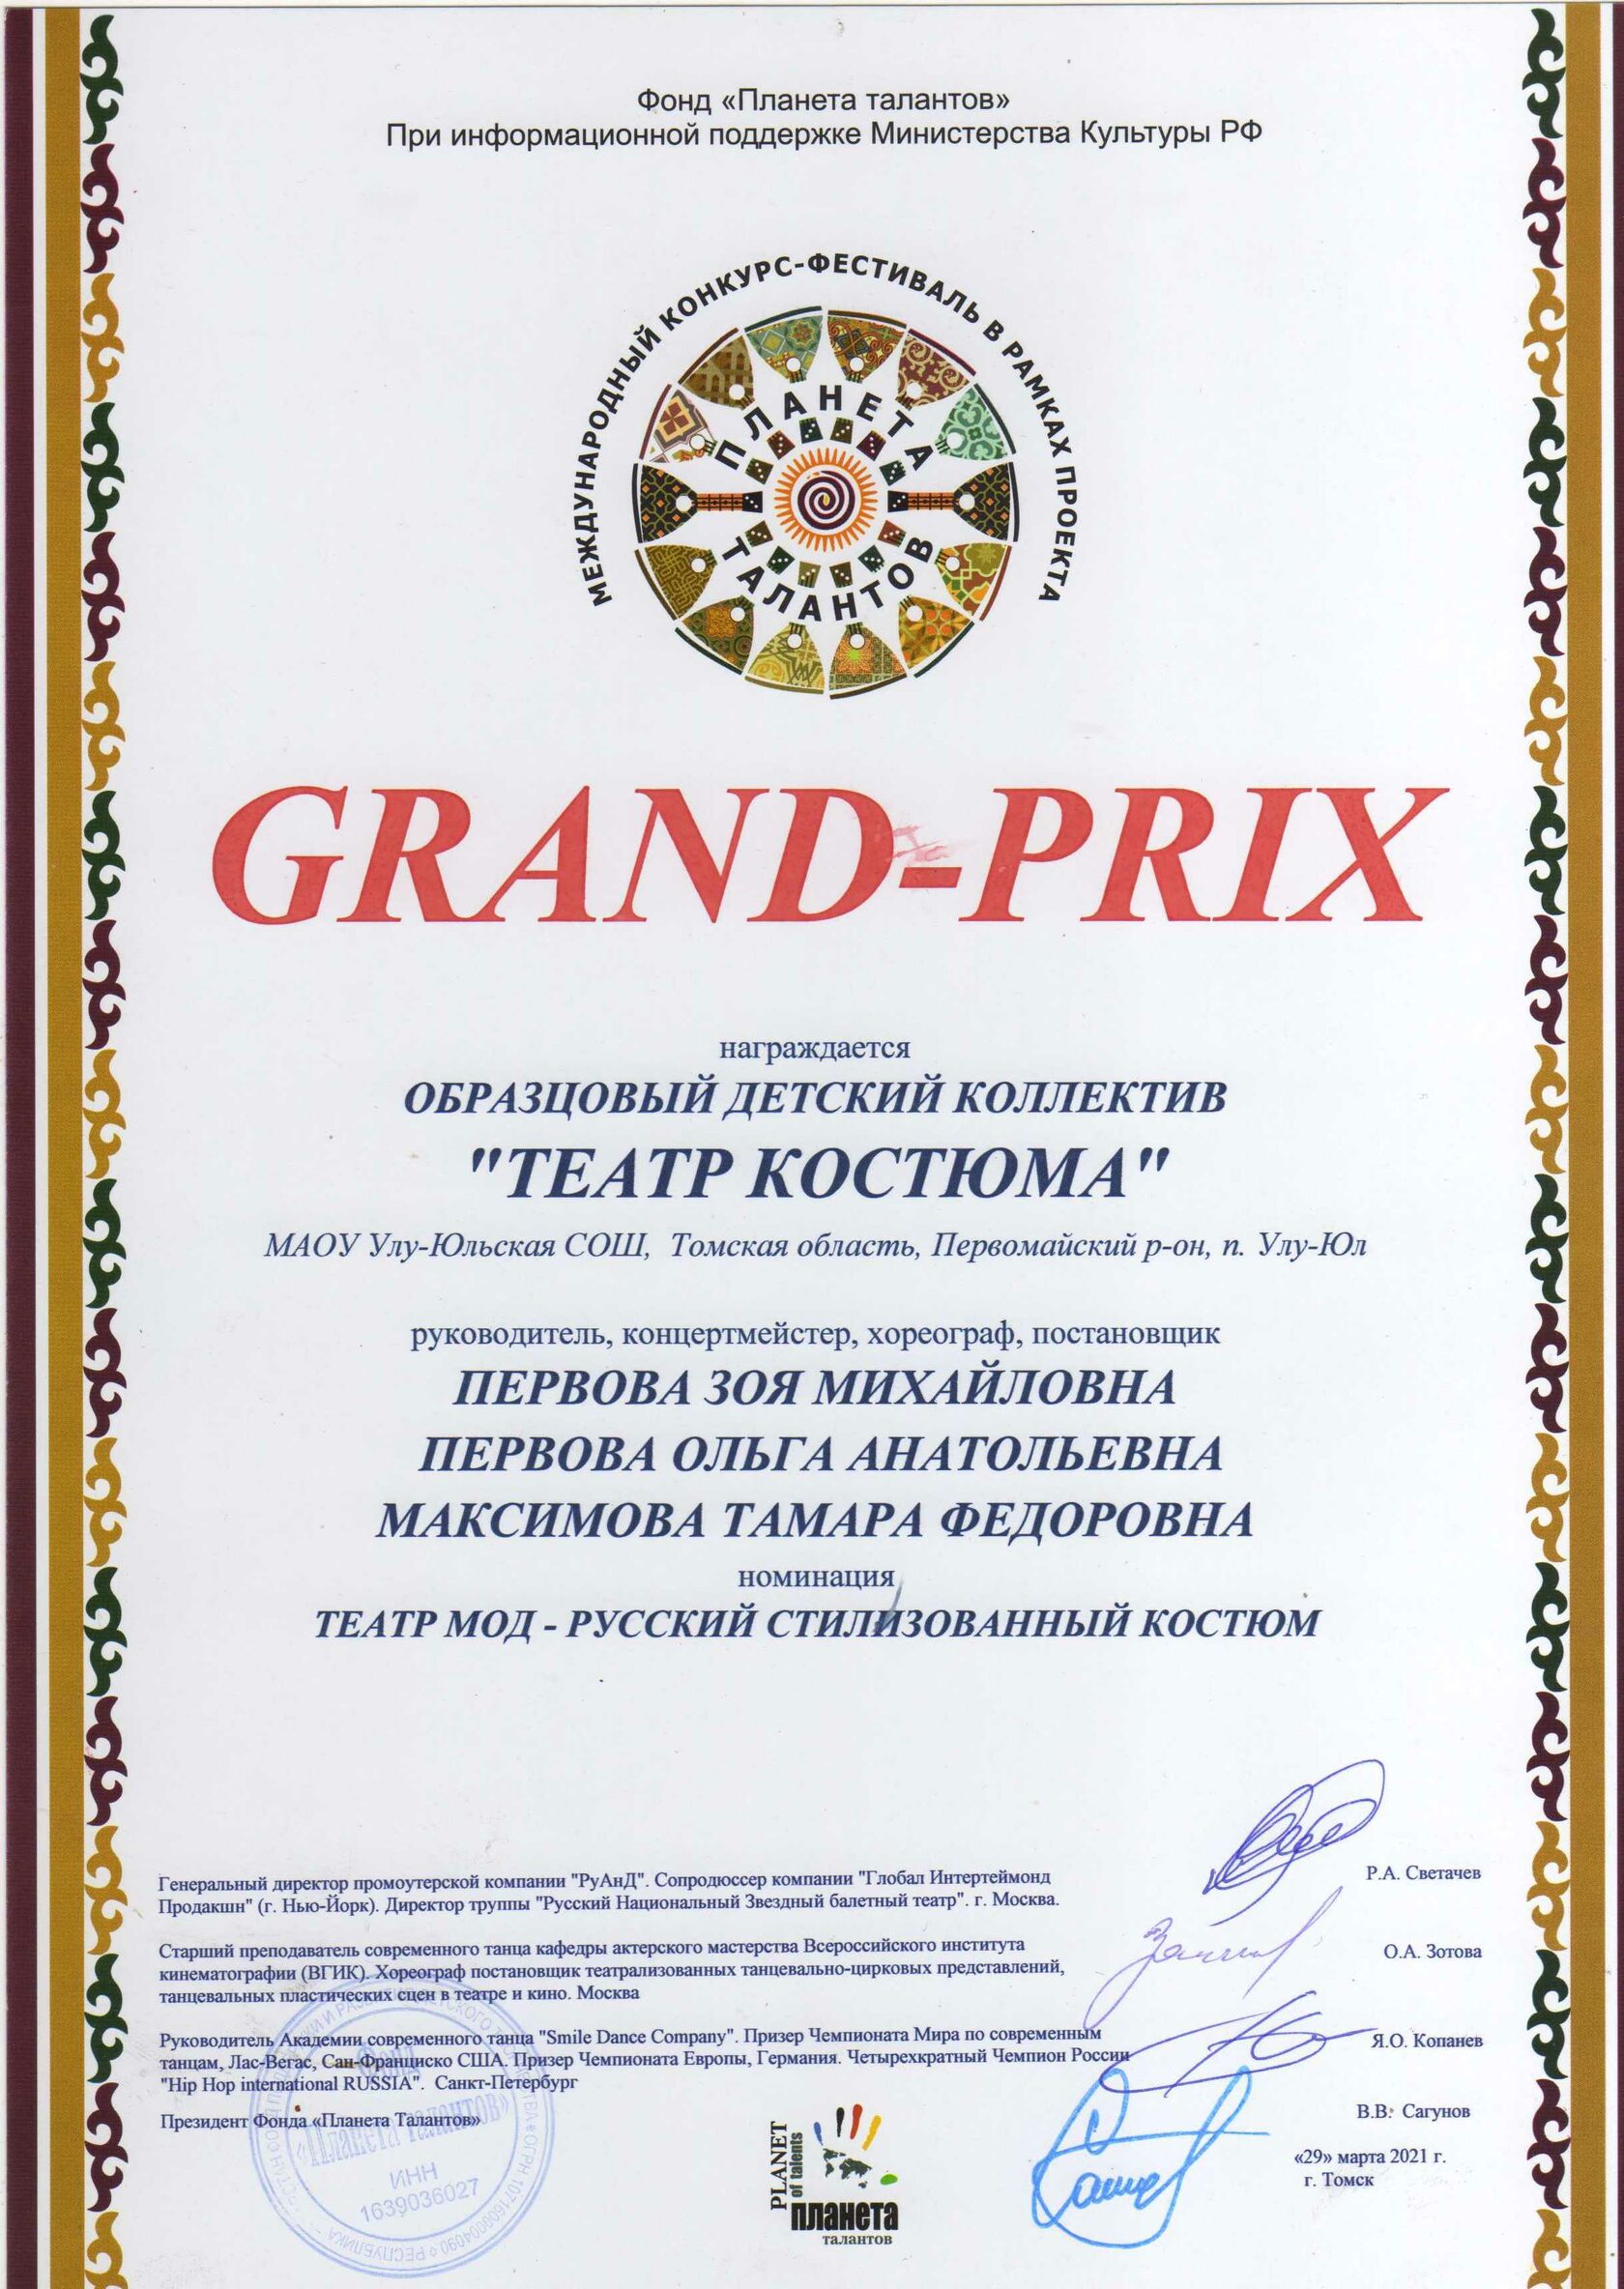 Фонд «Планета талантов»
При информационной поддержке Министерства Культуры РФ
МЕЖДУНАРОДНЫЙ КОНКУРС-ФЕСТИВАЛЬ В РАМКАХ ПРОЕКТА
ПЛАНЕТА
ТАЛАНТОВ
GRAND-PRIX
награждается
ОБРАЗЦОВЫЙ ДЕТСКИЙ КОЛЛЕКТИВ
"ТЕАТР КОСТЮМА"
МАОУ Улу-Юльская СОШ, Томская область, Первомайский р-он, п. Улу-Юл
руководитель, концертмейстер, хореограф, постановщик
ПЕРВОВА ЗОЯ МИХАЙЛОВНА
ПЕРВОВА ОЛЬГА АНАТОЛЬЕВНА
МАКСИМОВА ТАМАРА ФЕДОРОВНА
номинация
ТЕАТР МОД - РУССКИЙ СТИЛИЗОВАННЫЙ КОСТЮМ
Генеральный директор промоутерской компании "РуАнД". Сопродюссер компании "Глобал Интертеймонд
Продакшн" (г. Нью-Йорк). Директор труппы "Русский Национальный Звездный балетный театр". г. Москва.
Р.А. Светачев
Старший преподаватель современного танца кафедры актерского мастерства Всероссийского института
кинематографии (ВГИК). Хореограф постановщик театрализованных танцевально-цирковых представлений,
танцевальных пластических сцен в театре и кино. Москва
О.А. Зотова
Руководитель Академии современного танца "Smile Dance Company". Призер Чемпионата Мира по современным
танцам, Лас-Вегас, Сан-Франциско США. Призер Чемпионата Европы, Германия. Четырехкратный Чемпион России
"Hip Hop international RUSSIA". Санкт-Петербург
Я.О. Копанев
Президент Фонда «Планета Талантов»
В.В. Сагунов
«29» марта 2021 г.
г. Томск
Фонд
«Планета талантов»
ИНН
1639036027
PLANET
of talents
планета
талантов